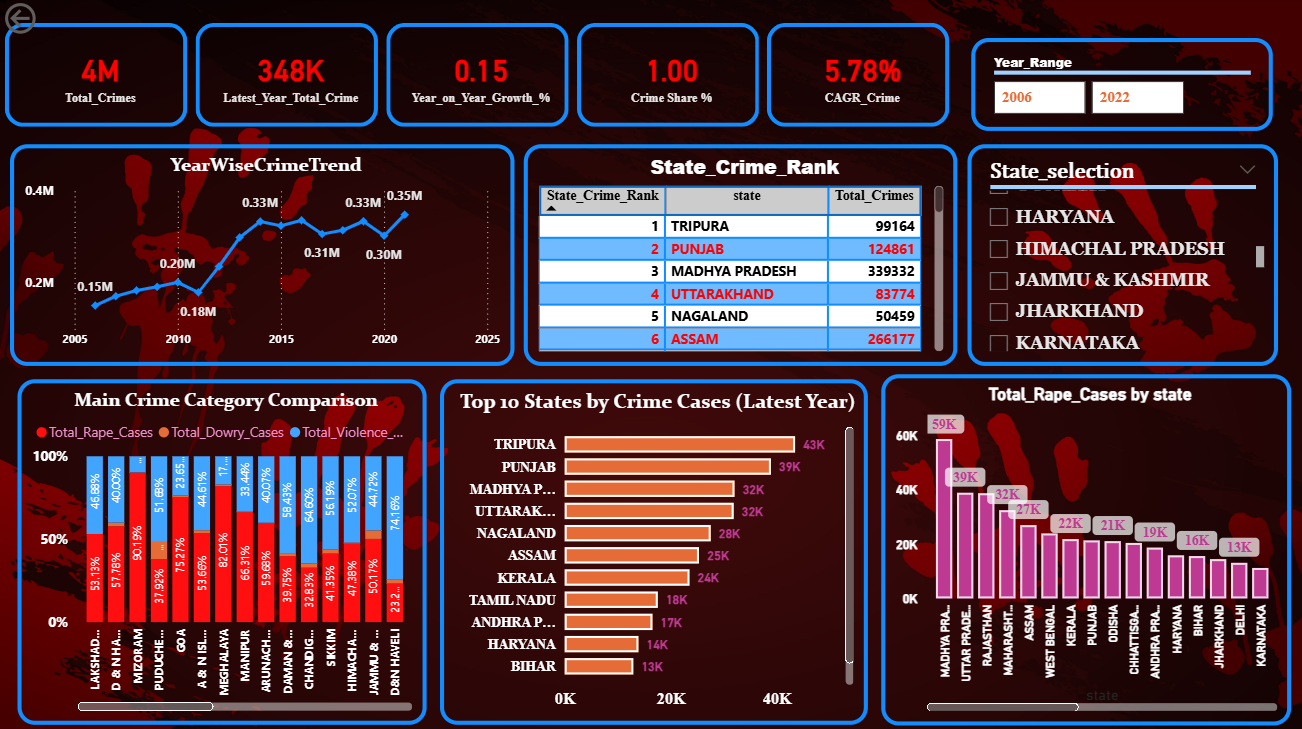 4M
Total_Crimes
348K
Latest_Year_Total_Crime
0.15
Year_on_Year_Growth_%
1.00
Crime Share %
5.78%
CAGR_Crime
Year_Range
2006 2022
YearWiseCrimeTrend
0.4M
0.2M
0.15M
0.20M
0.18M
0.33M
0.31M
0.33M
0.30M
0.35M
2005 2010 2015 2020 2025
State_Crime_Rank
State_Crime_Rank state Total_Crimes
1 TRIPURA 99164
2 PUNJAB 124861
3 MADHYA PRADESH 339332
4 UTTARAKHAND 83774
5 NAGALAND 50459
6 ASSAM 266177
State_selection
HARYANA
HIMACHAL PRADESH
JAMMU & KASHMIR
JHARKHAND
KARNATAKA
Main Crime Category Comparison
Total_Rape_Cases Total_Dowry_Cases Total_Violence_...
100%
50%
0%
46.88% 40.00% ... 51.69% 23.65... 44.61% 17.... 33.44% 40.07% 58.43% 64.60% 56.19% 52.07% 44.72% 74.16%
53.13% 57.78% 90.19% 37.92% 75.27% 53.66% 82.01% 66.31% 59.68% 39.75% 32.83% 41.35% 47.38% 50.17% 23.2...
LAKSHAD...
D & N HA...
MIZORAM
PUDUCHE...
GOA
A & N ISL...
MEGHALAYA
MANIPUR
ARUNACH...
DAMAN &...
CHANDIG...
SIKKIM
HIMACHA...
JAMMU & ...
D&N HAVELI
Top 10 States by Crime Cases (Latest Year)
TRIPURA 43K
PUNJAB 39K
MADHYA P... 32K
UTTARAK... 32K
NAGALAND 28K
ASSAM 25K
KERALA 24K
TAMIL NADU 18K
ANDHRA P... 17K
HARYANA 14K
BIHAR 13K
0K 20K 40K
Total_Rape_Cases by state
60K
40K
20K
0K
59K
39K
32K
27K
22K
21K
19K
16K
13K
MADHYA PRA...
UTTAR PRADE...
RAJASTHAN
MAHARASHT...
ASSAM
WEST BENGAL
KERALA
PUNJAB
ODISHA
CHHATTISGA...
ANDHRA PRA...
HARYANA
BIHAR
JHARKHAND
DELHI
KARNATAKA
state